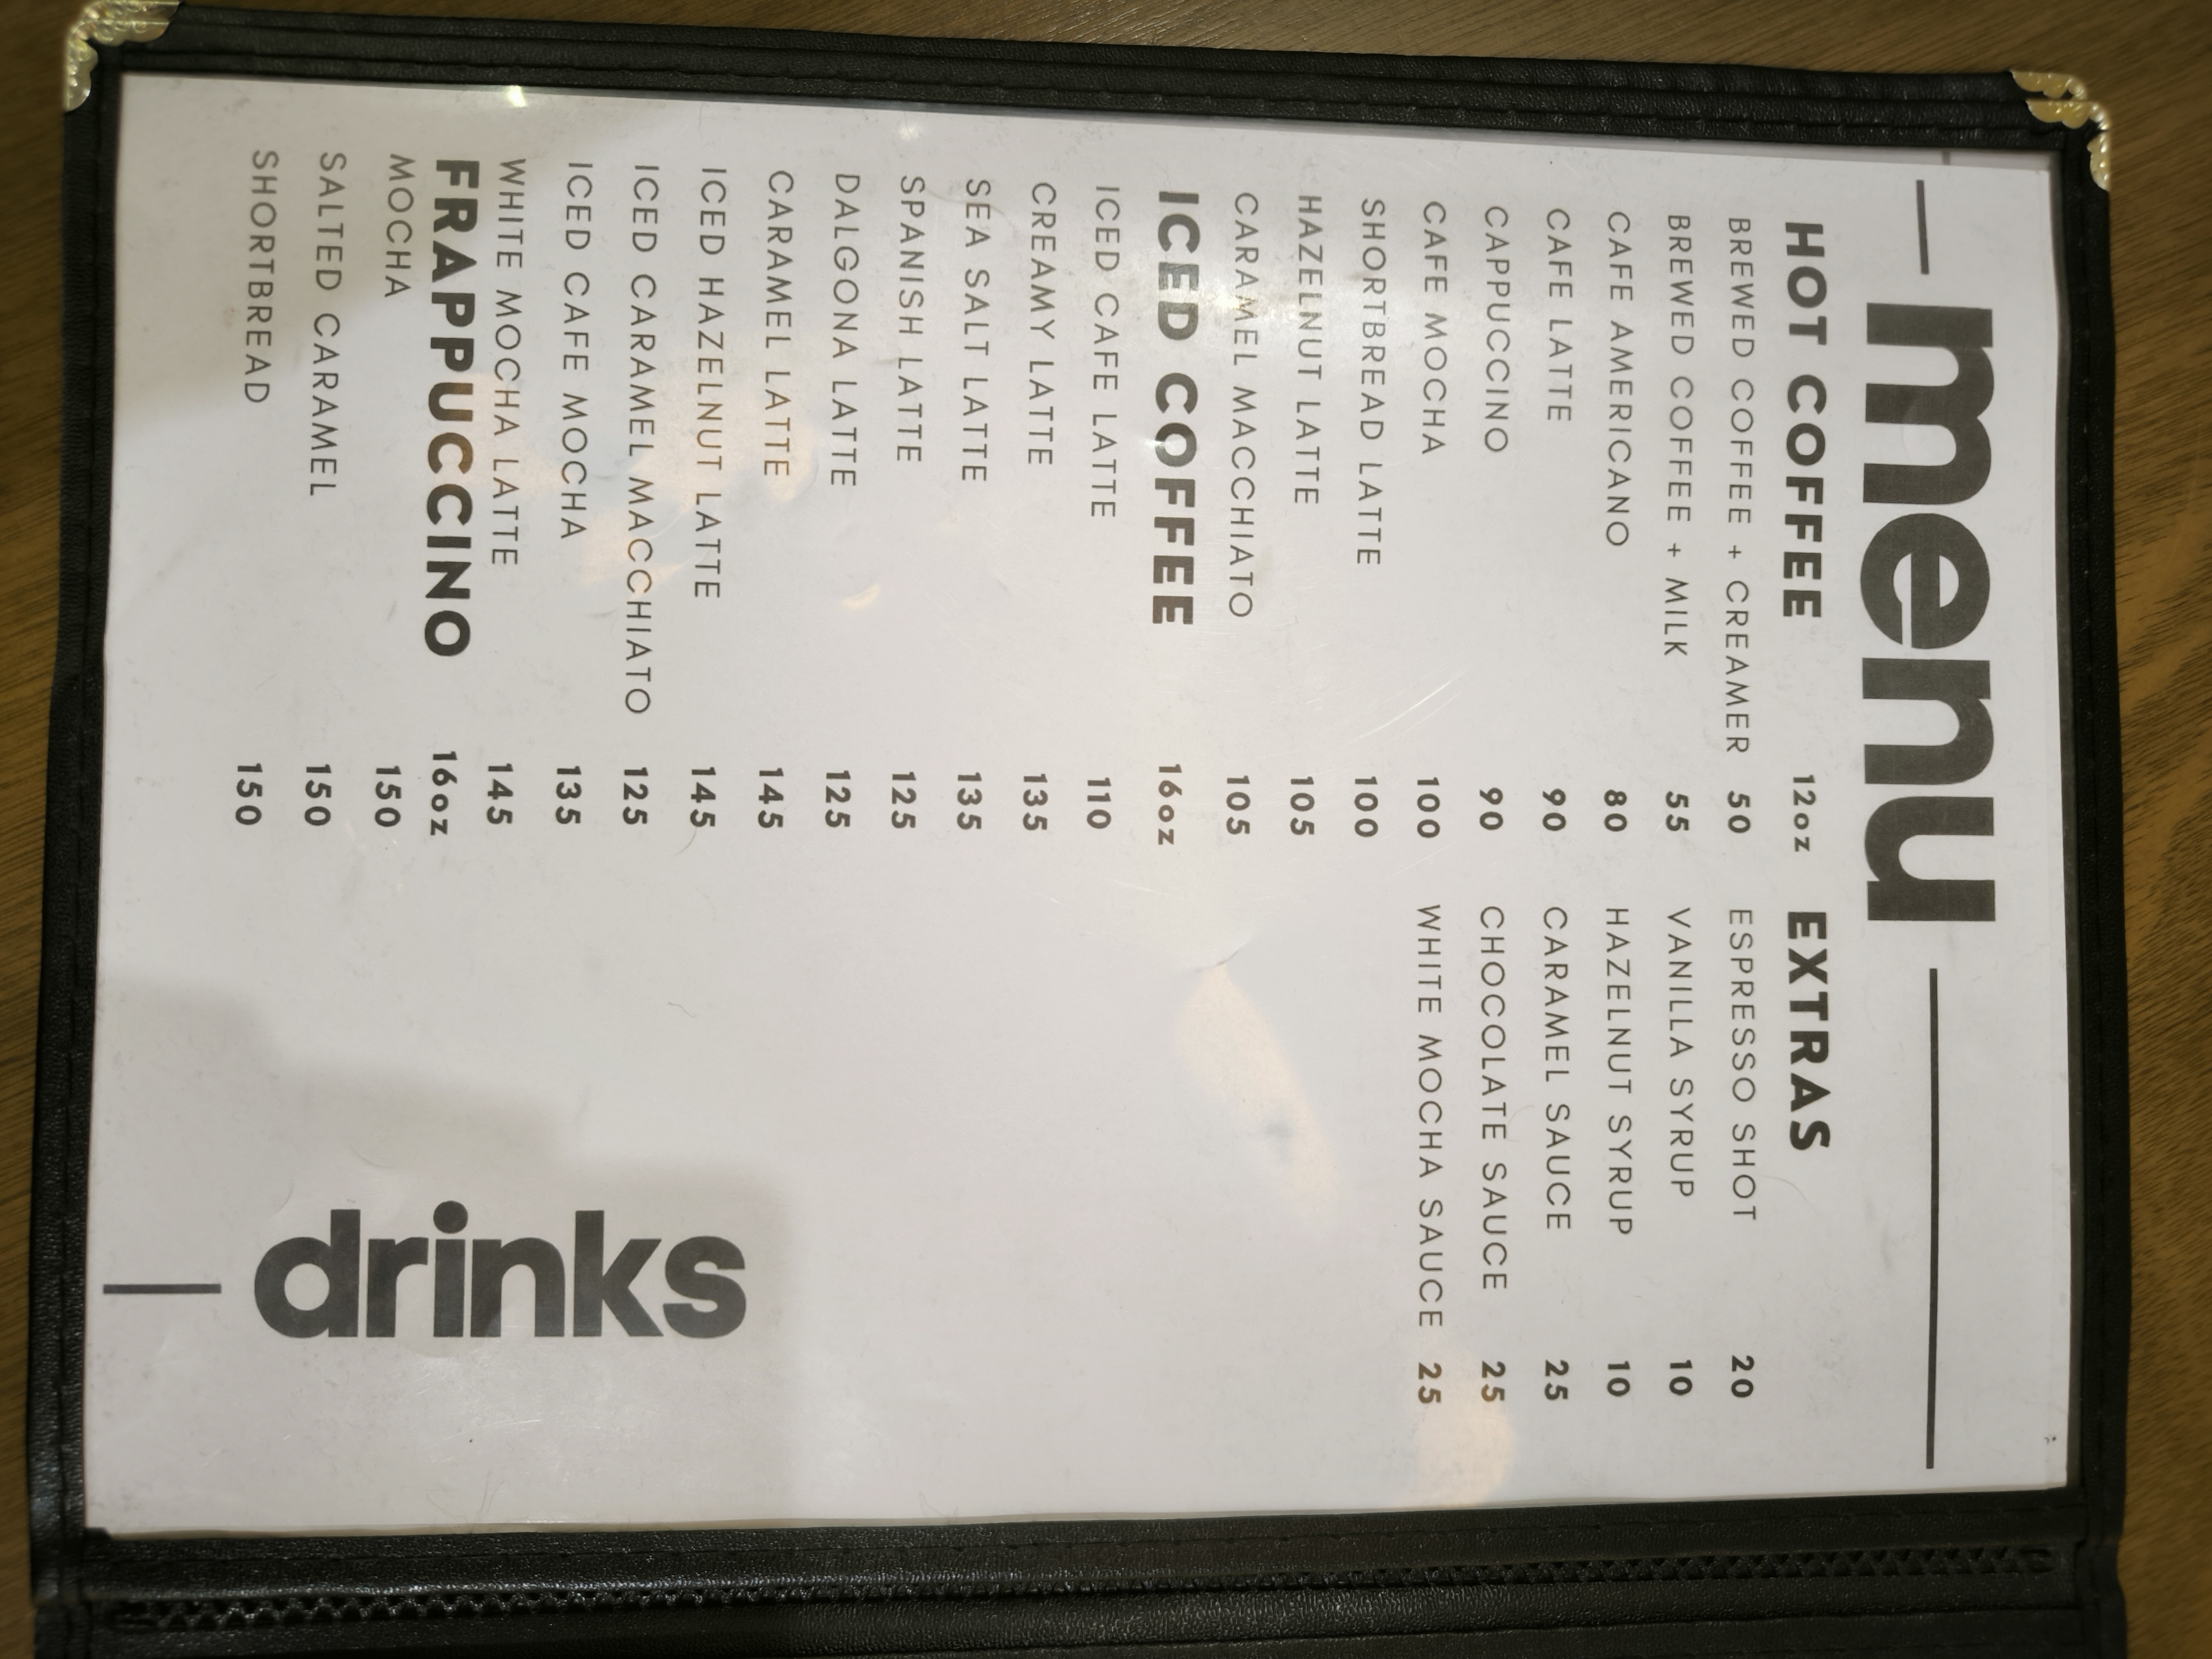 menu
HOT COFFEE 12oz
BREWED COFFEE + CREAMER 50
BREWED COFFEE + MILK 55
CAFE AMERICANO 80
CAFE LATTE 90
CAPPUCCINO 90
CAFE MOCHA 100
SHORTBREAD LATTE 100
HAZELNUT LATTE 105
CARAMEL MACCHIATO 105
ICED COFFEE 16oz
ICED CAFE LATTE 110
CREAMY LATTE 135
SEA SALT LATTE 135
SPANISH LATTE 125
DALGONA LATTE 125
CARAMEL LATTE 145
ICED HAZELNUT LATTE 145
ICED CARAMEL MACCHIATO 125
ICED CAFE MOCHA 135
WHITE MOCHA LATTE 145
FRAPPUCCINO 16oz
MOCHA 150
SALTED CARAMEL 150
SHORTBREAD 150
EXTRAS
ESPRESSO SHOT 20
VANILLA SYRUP 10
HAZELNUT SYRUP 10
CARAMEL SAUCE 25
CHOCOLATE SAUCE 25
WHITE MOCHA SAUCE 25
drinks